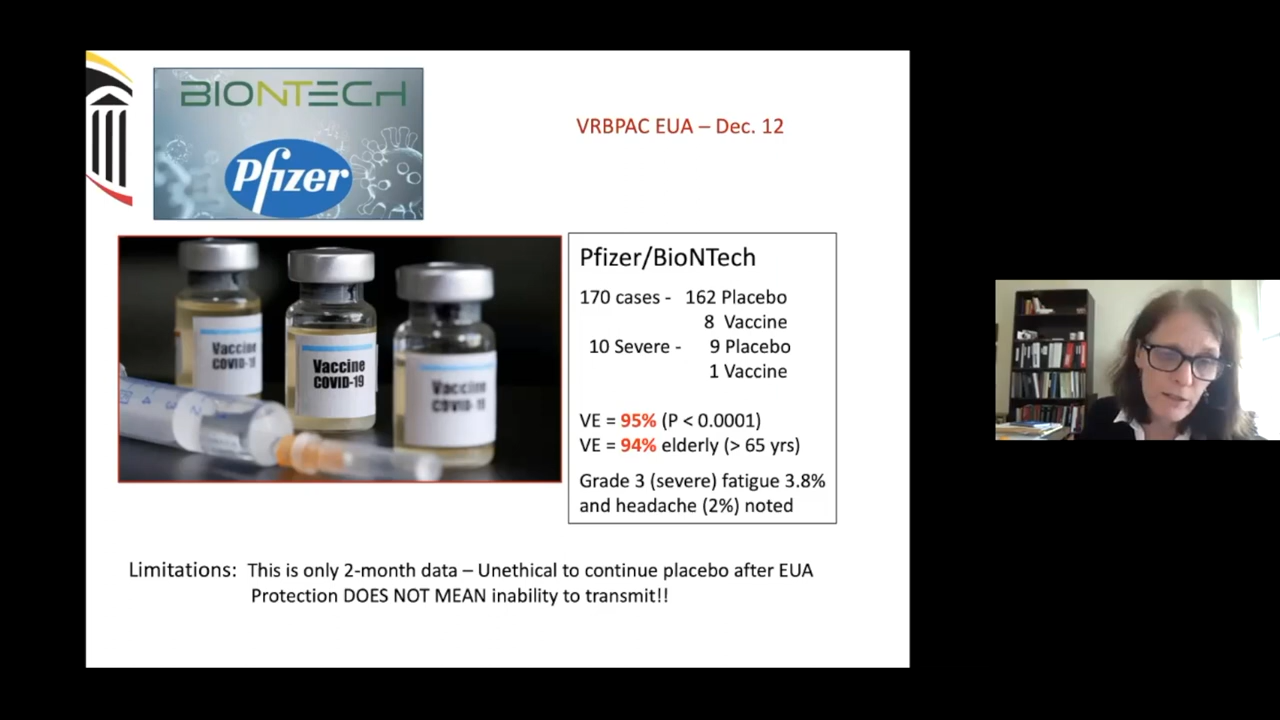 BIONTECH
Pfizer
VRBPAC EUA – Dec. 12
Vaccine
COVID-1
Vaccine
COVID-19
Vaccine
COVID-19
Pfizer/BioNTech
170 cases - 162 Placebo
8 Vaccine
10 Severe - 9 Placebo
1 Vaccine
VE = 95% (P < 0.0001)
VE = 94% elderly (> 65 yrs)
Grade 3 (severe) fatigue 3.8%
and headache (2%) noted
Limitations: This is only 2-month data – Unethical to continue placebo after EUA
Protection DOES NOT MEAN inability to transmit!!